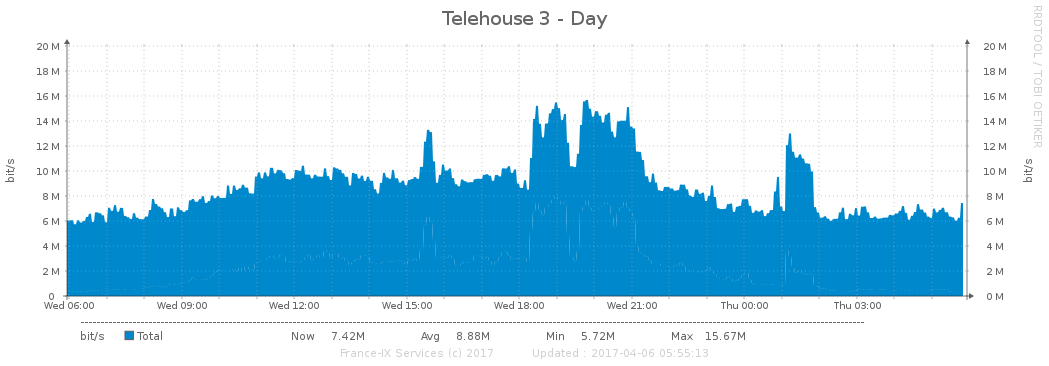 Telehouse 3 - Day
RRDTOOL / TOBI OETIKER
20 M 20 M
18 M 18 M
16 M 16 M
14 M 14 M
12 M 12 M
10 M 10 M
8 M 8 M
6 M 6 M
4 M 4 M
2 M 2 M
0 0 M
bit/s bit/s
Wed 06:00 Wed 09:00 Wed 12:00 Wed 15:00 Wed 18:00 Wed 21:00 Thu 00:00 Thu 03:00
bit/s Total Now 7.42M Avg 8.88M Min 5.72M Max 15.67M
France-IX Services (c) 2017 Updated : 2017-04-06 05:55:13